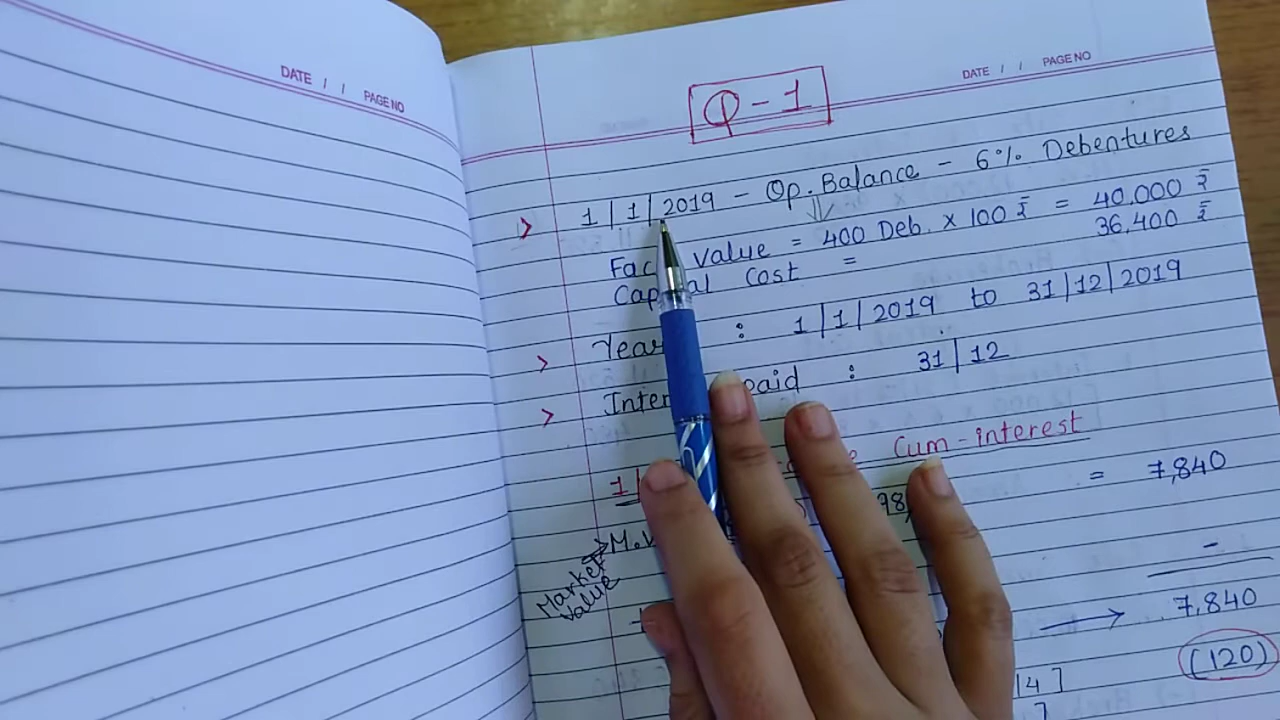 DATE / / PAGE NO
DATE / / PAGE NO
Q-1
> 1/1/2019 - Op. Balance - 6% Debentures
Face value = 400 Deb. x 100 ₹ = 40,000 ₹
Capital Cost = 36,400 ₹
> Year : 1/1/2019 to 31/12/2019
> paid : 31/12
Cum-interest
M.V 98 = 7,840
Market Value
-
→ 7,840
(120)